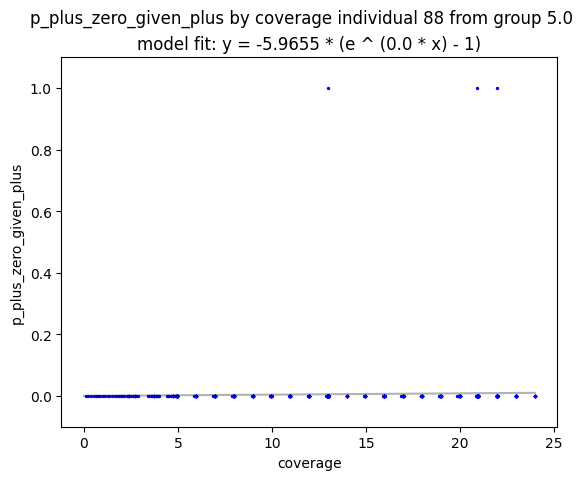 p_plus_zero_given_plus by coverage individual 88 from group 5.0
model fit: y = -5.9655 * (e ^ (0.0 * x) - 1)
1.0
0.8
0.6
0.4
0.2
0.0
p_plus_zero_given_plus
0 5 10 15 20 25
coverage